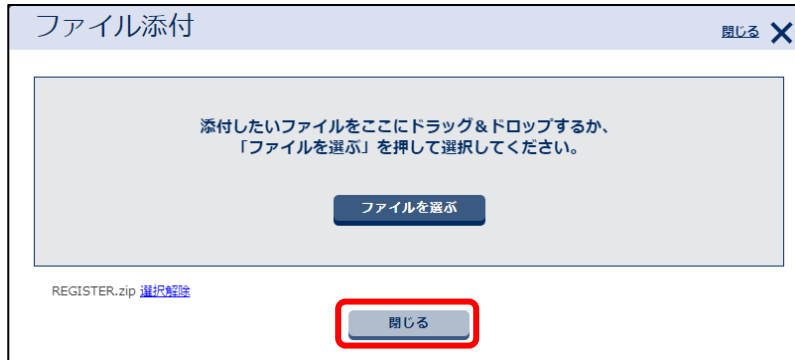 ファイル添付
閉じる
添付したいファイルをここにドラッグ&ドロップするか、
「ファイルを選ぶ」を押して選択してください。
ファイルを選ぶ
REGISTER.zip 選択解除
閉じる